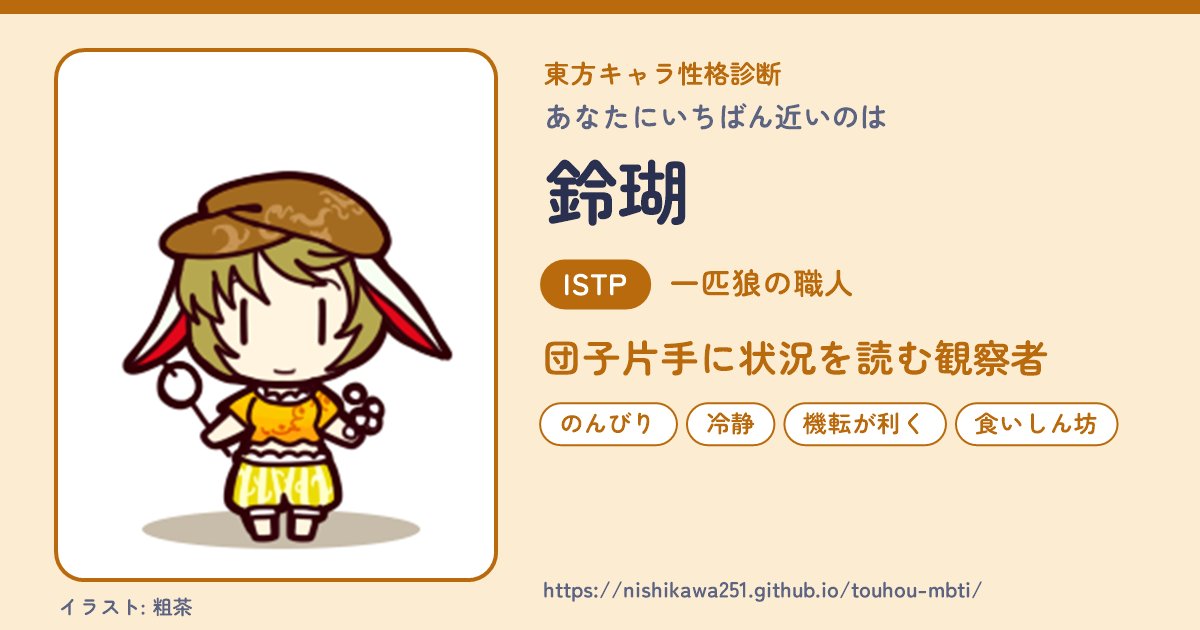 東方キャラ性格診断
あなたにいちばん近いのは
鈴瑚
ISTP 一匹狼の職人
団子片手に状況を読む観察者
のんびり 冷静 機転が利く 食いしん坊
https://nishikawa251.github.io/touhou-mbti/
イラスト: 粗茶